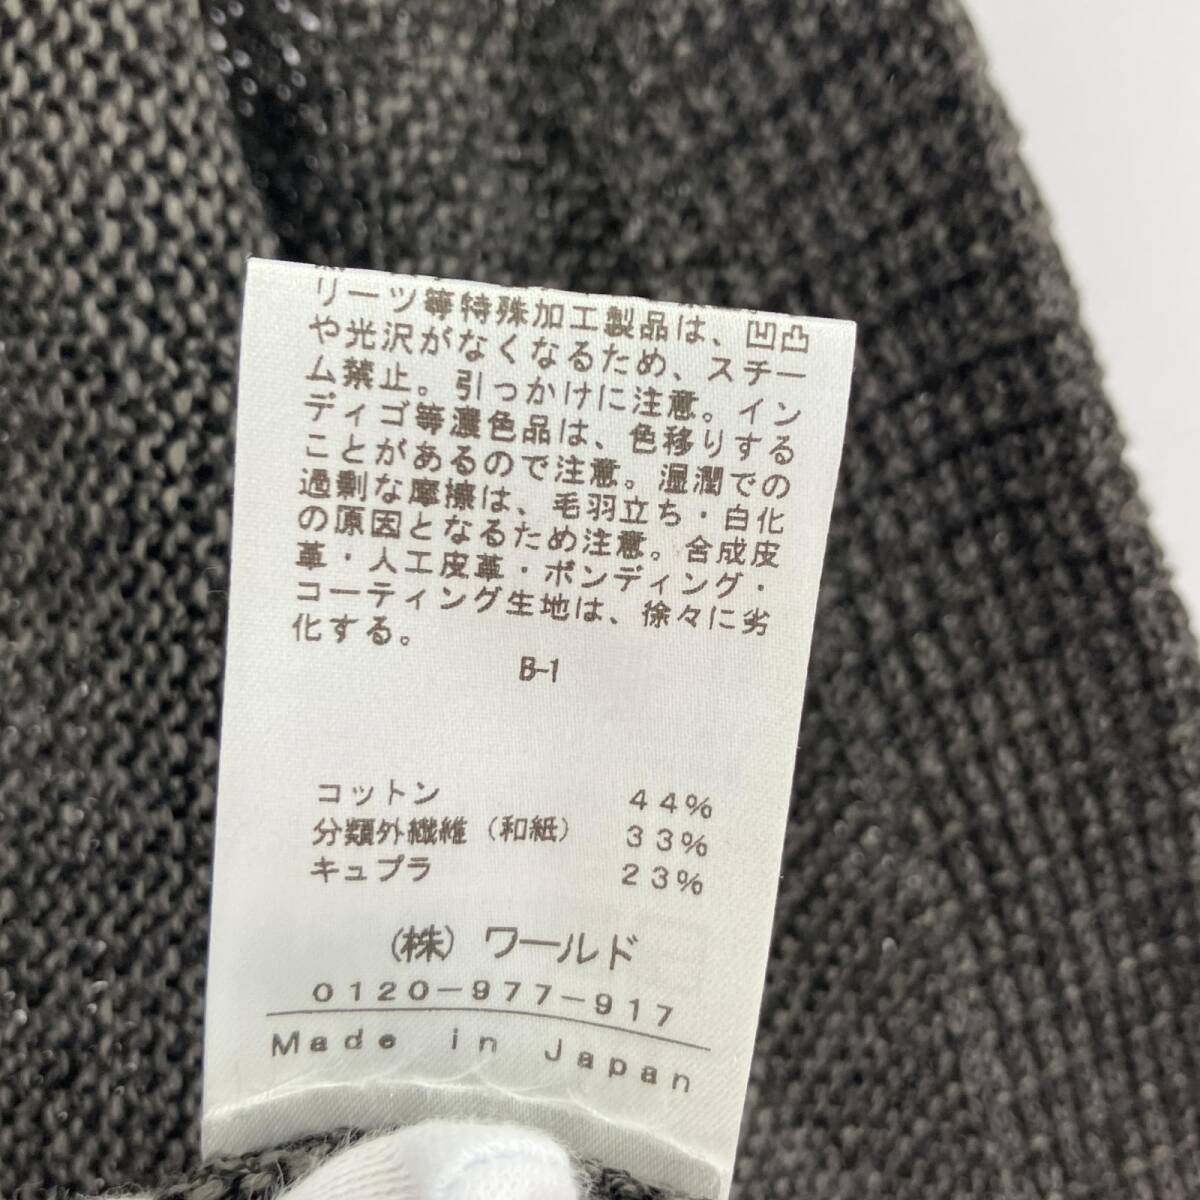 リーツ等特殊加工製品は、凹凸
や光沢がなくなるため、スチー
ム禁止。引っかけに注意。イン
ディゴ等濃色品は、色移りする
ことがあるので注意。湿潤での
過剰な摩擦は、毛羽立ち・白化
の原因となるため注意。合成皮
革・人工皮革・ボンディング・
コーティング生地は、徐々に劣
化する。
B-1
コットン 44%
分類外繊維（和紙） 33%
キュプラ 23%
（株）ワールド
0120-977-917
Made in Japan